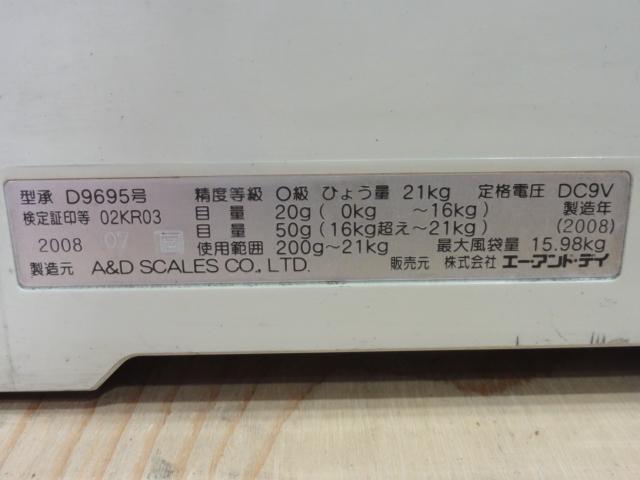 型承 D9695号 精度等級 〇級 ひょう量 21kg 定格電圧 DC9V
検定証印等 02KR03 目量 20g( 0kg ～16kg) 製造年
2008 07 目量 50g(16kg超え～21kg) (2008)
使用範囲 200g～21kg 最大風袋量 15.98kg
製造元 A&D SCALES CO., LTD. 販売元 株式会社 エー・アンド・デイ